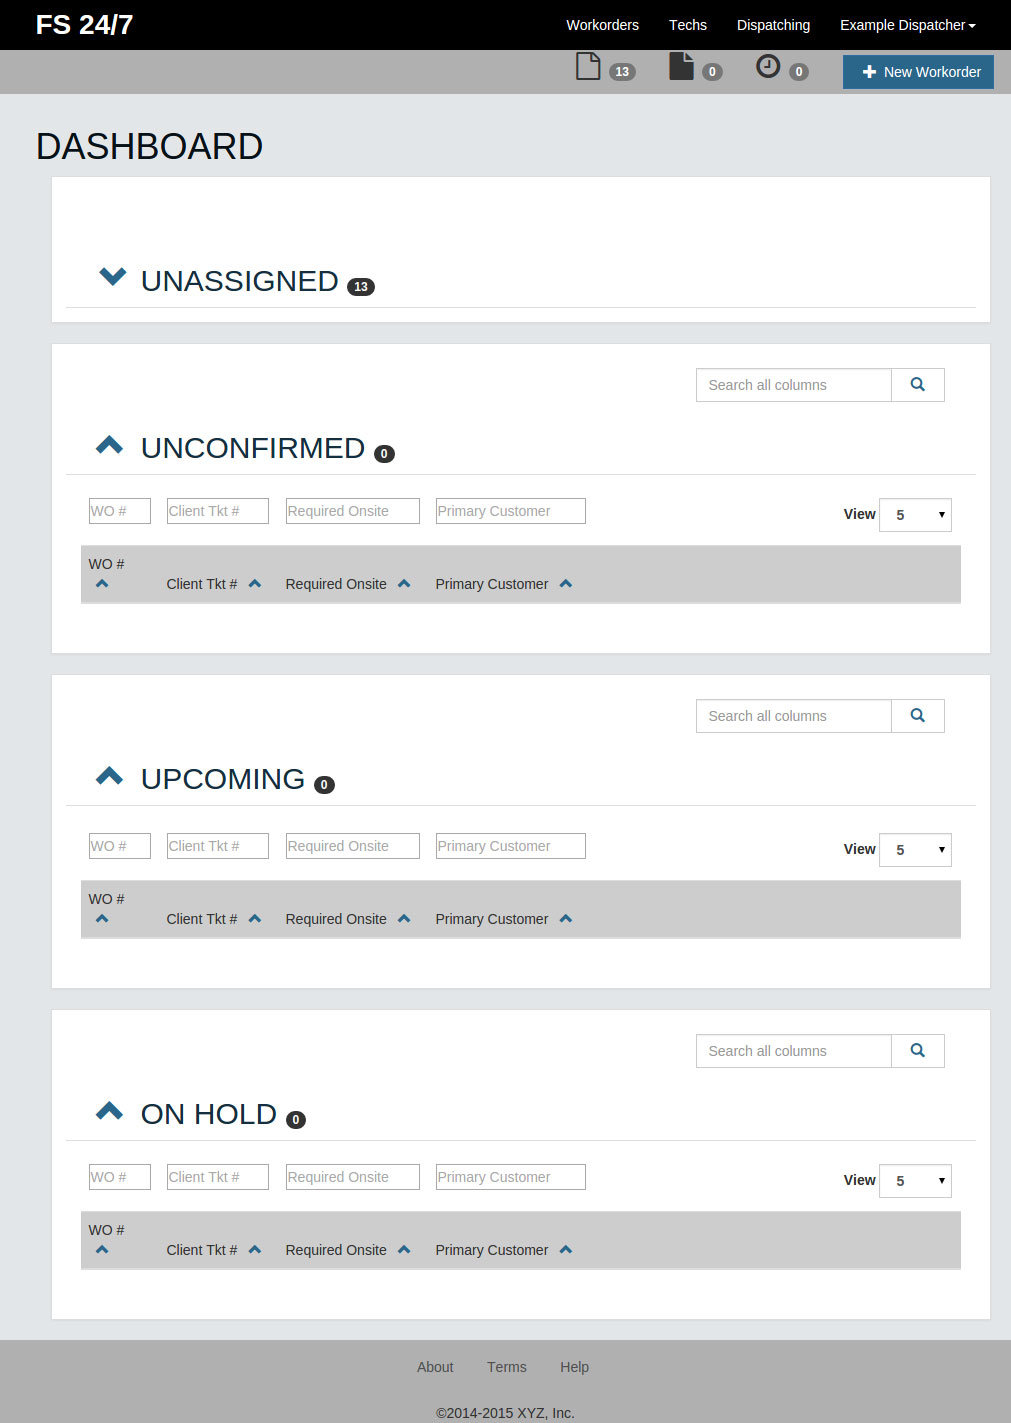 FS 24/7 Workorders Techs Dispatching Example Dispatcher
13 0 0 New Workorder
DASHBOARD
UNASSIGNED 13
Search all columns
UNCONFIRMED 0
WO # Client Tkt # Required Onsite Primary Customer View 5
WO #
Client Tkt # Required Onsite Primary Customer
Search all columns
UPCOMING 0
WO # Client Tkt # Required Onsite Primary Customer View 5
WO #
Client Tkt # Required Onsite Primary Customer
Search all columns
ON HOLD 0
WO # Client Tkt # Required Onsite Primary Customer View 5
WO #
Client Tkt # Required Onsite Primary Customer
About Terms Help
©2014-2015 XYZ, Inc.